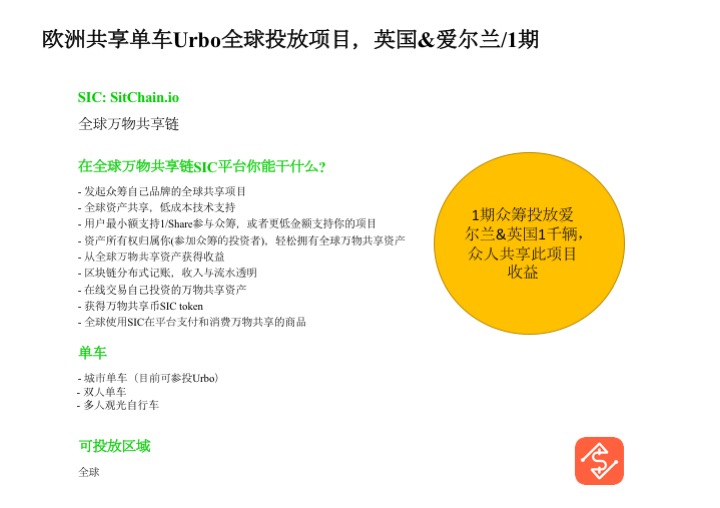 欧洲共享单车Urbo全球投放项目，英国&爱尔兰/1期
SIC: SitChain.io
全球万物共享链
在全球万物共享链SIC平台你能干什么?
- 发起众筹自己品牌的全球共享项目
- 全球资产共享，低成本技术支持
- 用户最小额支持1/Share参与众筹，或者更低金额支持你的项目
- 资产所有权归属你(参加众筹的投资者)，轻松拥有全球万物共享资产
- 从全球万物共享资产获得收益
- 区块链分布式记账，收入与流水透明
- 在线交易自己投资的万物共享资产
- 获得万物共享币SIC token
- 全球使用SIC在平台支付和消费万物共享的商品
1期众筹投放爱
尔兰&英国1千辆，
众人共享此项目
收益
单车
- 城市单车（目前可参投Urbo）
- 双人单车
- 多人观光自行车
可投放区域
全球